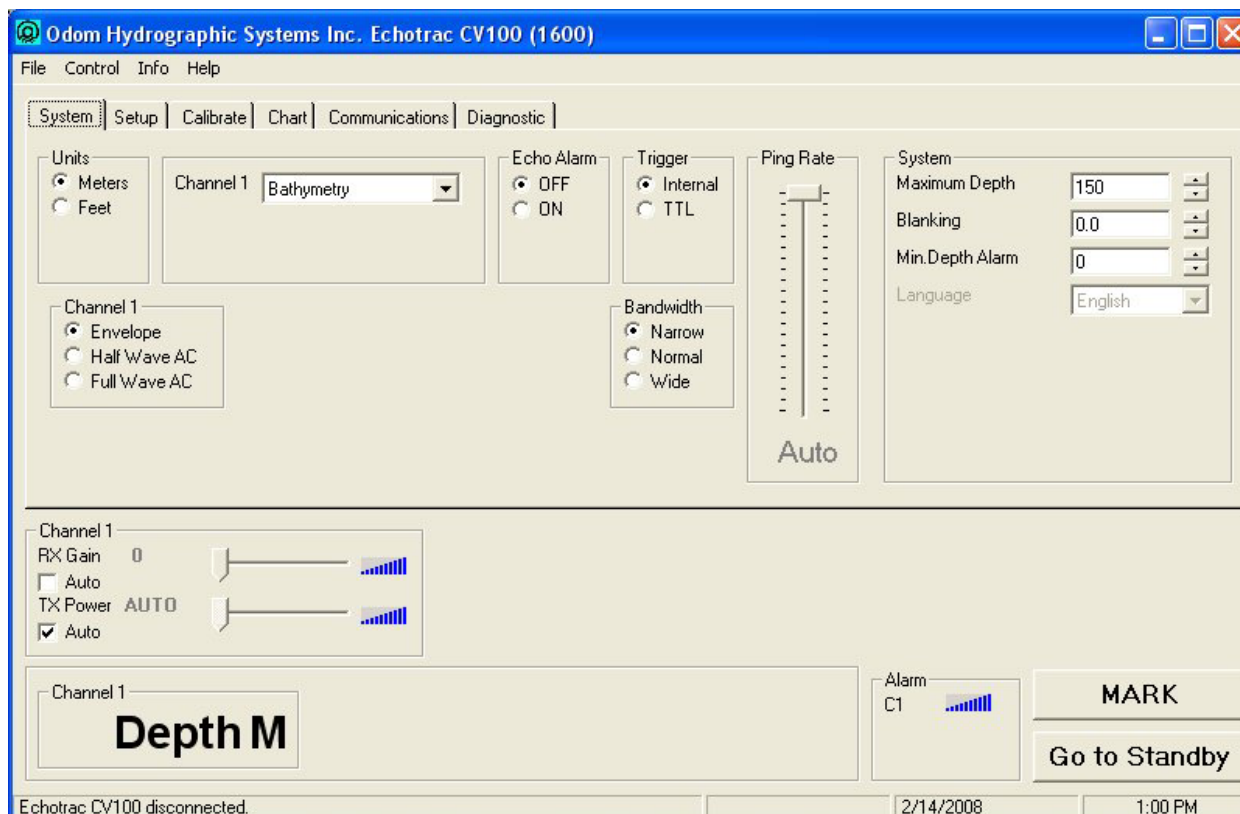 Odom Hydrographic Systems Inc. Echotrac CV100 (1600)
File Control Info Help
System Setup Calibrate Chart Communications Diagnostic
Units
Meters
Feet
Channel 1 Bathymetry
Echo Alarm
OFF
ON
Trigger
Internal
TTL
Ping Rate
Auto
System
Maximum Depth 150
Blanking 0.0
Min.Depth Alarm 0
Language English
Channel 1
Envelope
Half Wave AC
Full Wave AC
Bandwidth
Narrow
Normal
Wide
Channel 1
RX Gain 0
Auto
TX Power AUTO
Auto
Channel 1
Depth M
Alarm
C1
MARK
Go to Standby
Echotrac CV100 disconnected. 2/14/2008 1:00 PM